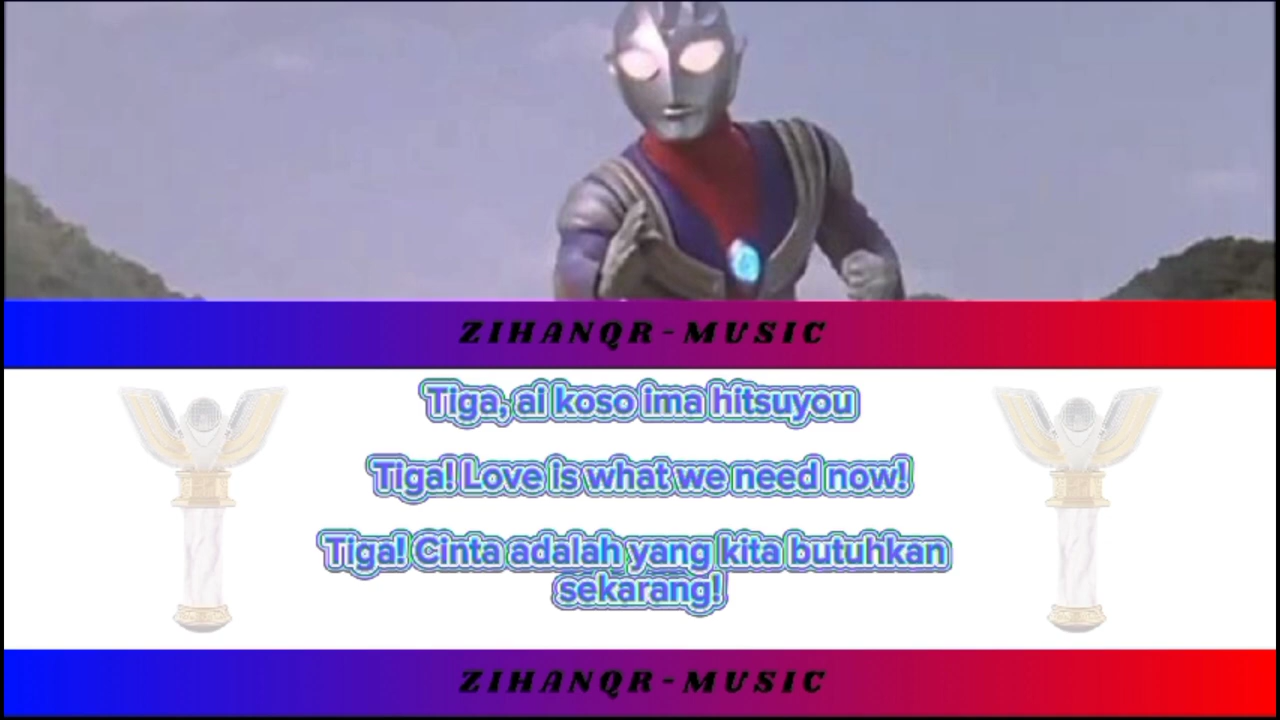 ZIHANQR-MUSIC
Tiga, ai koso ima hitsuyou
Tiga! Love is what we need now!
Tiga! Cinta adalah yang kita butuhkan
sekarang!
ZIHANQR-MUSIC